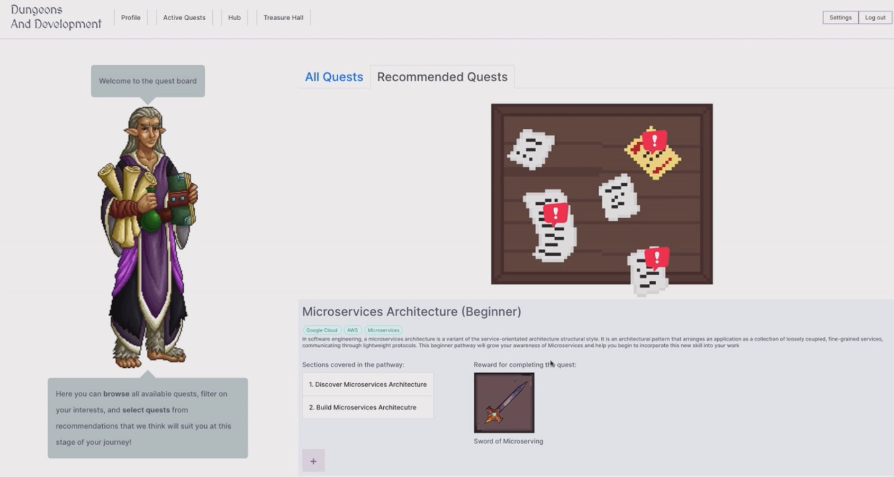 Dungeons
And Development
Profile
Active Quests
Hub
Treasure Hall
Settings
Log out
Welcome to the quest board
All Quests
Recommended Quests
Microservices Architecture (Beginner)
Google Cloud
AWS
Microservices
In software engineering, a microservices architecture is a variant of the service-orientated architecture structural style. It is an architectural pattern that arranges an application as a collection of loosely coupled, fine-grained services,
communicating through lightweight protocols. This beginner pathway will grow your awareness of Microservices and help you begin to incorporate this new skill into your work
Sections covered in the pathway:
1. Discover Microservices Architecture
2. Build Microservices Architecutre
Reward for completing the quest:
Sword of Microserving
+
Here you can browse all available quests, filter on
your interests, and select quests from
recommendations that we think will suit you at this
stage of your journey!